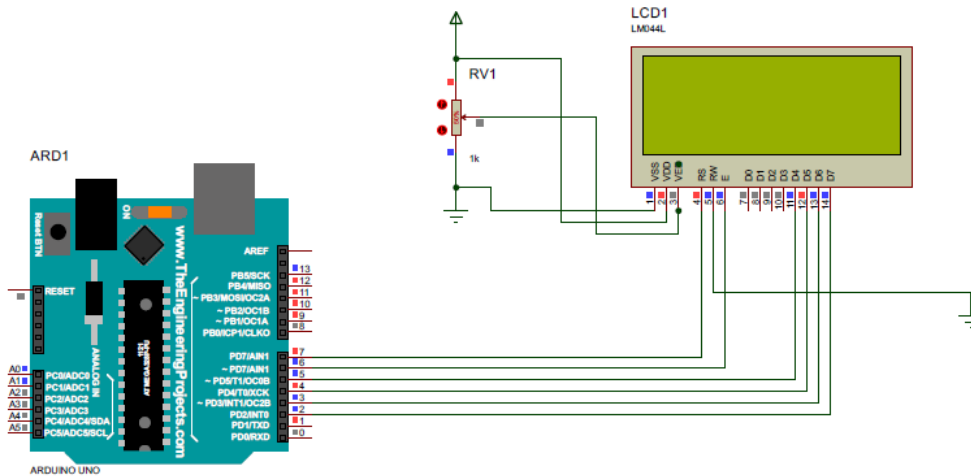 LCD1
LM044L
VSS
VDD
VEE
RS
RW
E
D0
D1
D2
D3
D4
D5
D6
D7
1
2
3
4
5
6
7
8
9
10
11
12
13
14
RV1
50%
1k
ARD1
Reset BTN
ON
www.TheEngineeringProjects.com
RESET
ANALOG IN
AREF
PB5/SCK 13
PB4/MISO 12
~ PB3/MOSI/OC2A 11
~ PB2/OC1B 10
~ PB1/OC1A 9
PB0/ICP1/CLKO 8
PD7/AIN1 7
~ PD7/AIN1 6
~ PD5/T1/OC0B 5
PD4/T0/XCK 4
~ PD3/INT1/OC2B 3
PD2/INT0 2
PD1/TXD 1
PD0/RXD 0
A0 PC0/ADC0
A1 PC1/ADC1
A2 PC2/ADC2
A3 PC3/ADC3
A4 PC4/ADC4/SDA
A5 PC5/ADC5/SCL
1121
ARDUINO UNO